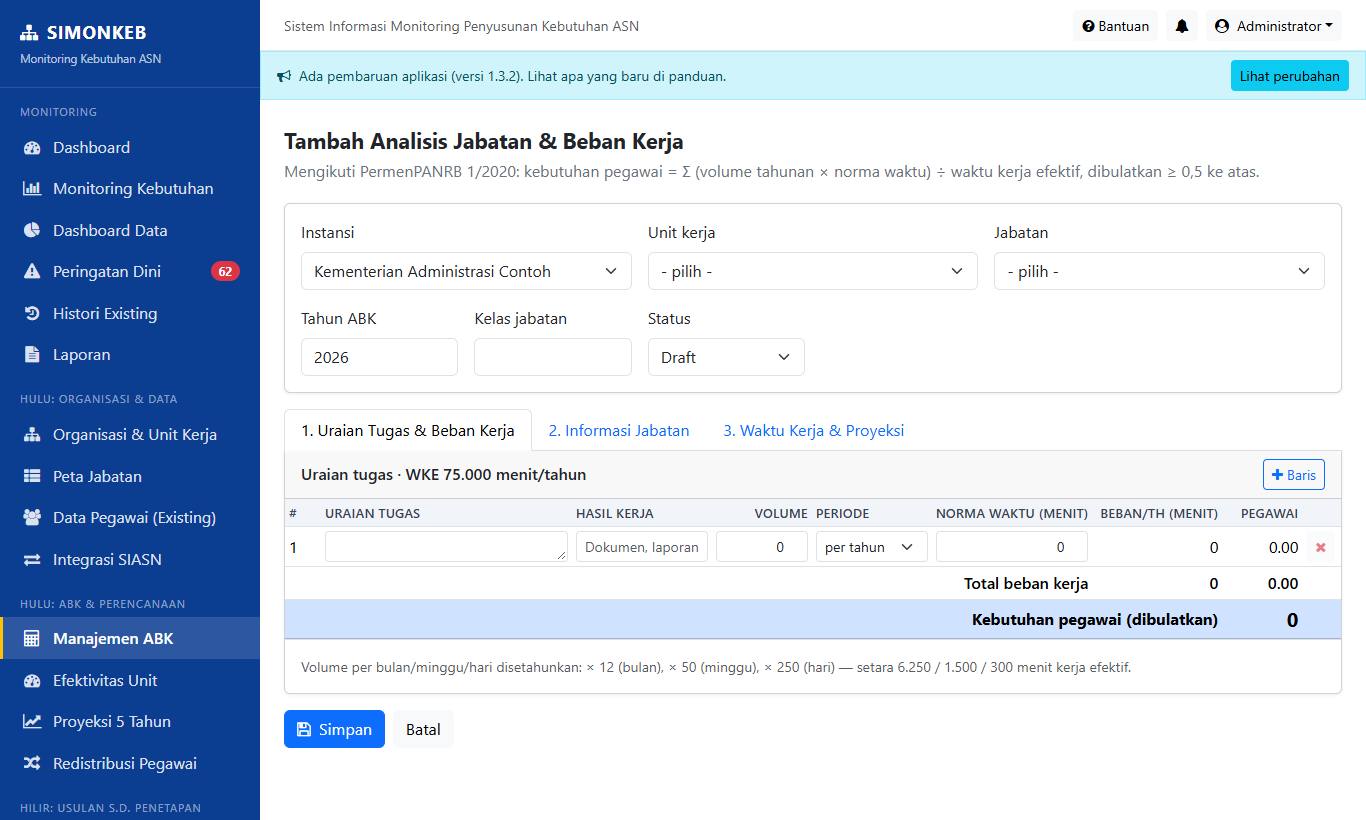 SIMONKEB
Monitoring Kebutuhan ASN
MONITORING
Dashboard
Monitoring Kebutuhan
Dashboard Data
Peringatan Dini 62
Histori Existing
Laporan
HULU: ORGANISASI & DATA
Organisasi & Unit Kerja
Peta Jabatan
Data Pegawai (Existing)
Integrasi SIASN
HULU: ABK & PERENCANAAN
Manajemen ABK
Efektivitas Unit
Proyeksi 5 Tahun
Redistribusi Pegawai
HILIR: USULAN S.D. PENETAPAN
Sistem Informasi Monitoring Penyusunan Kebutuhan ASN Bantuan Administrator
Ada pembaruan aplikasi (versi 1.3.2). Lihat apa yang baru di panduan. Lihat perubahan
Tambah Analisis Jabatan & Beban Kerja
Mengikuti PermenPANRB 1/2020: kebutuhan pegawai = Σ (volume tahunan × norma waktu) ÷ waktu kerja efektif, dibulatkan ≥ 0,5 ke atas.
Instansi Unit kerja Jabatan
Kementerian Administrasi Contoh - pilih - - pilih -
Tahun ABK Kelas jabatan Status
2026 Draft
1. Uraian Tugas & Beban Kerja 2. Informasi Jabatan 3. Waktu Kerja & Proyeksi
Uraian tugas · WKE 75.000 menit/tahun Baris
# URAIAN TUGAS HASIL KERJA VOLUME PERIODE NORMA WAKTU (MENIT) BEBAN/TH (MENIT) PEGAWAI
1 Dokumen, laporan 0 per tahun 0 0 0.00
Total beban kerja 0 0.00
Kebutuhan pegawai (dibulatkan) 0
Volume per bulan/minggu/hari disetahunkan: × 12 (bulan), × 50 (minggu), × 250 (hari) — setara 6.250 / 1.500 / 300 menit kerja efektif.
Simpan Batal